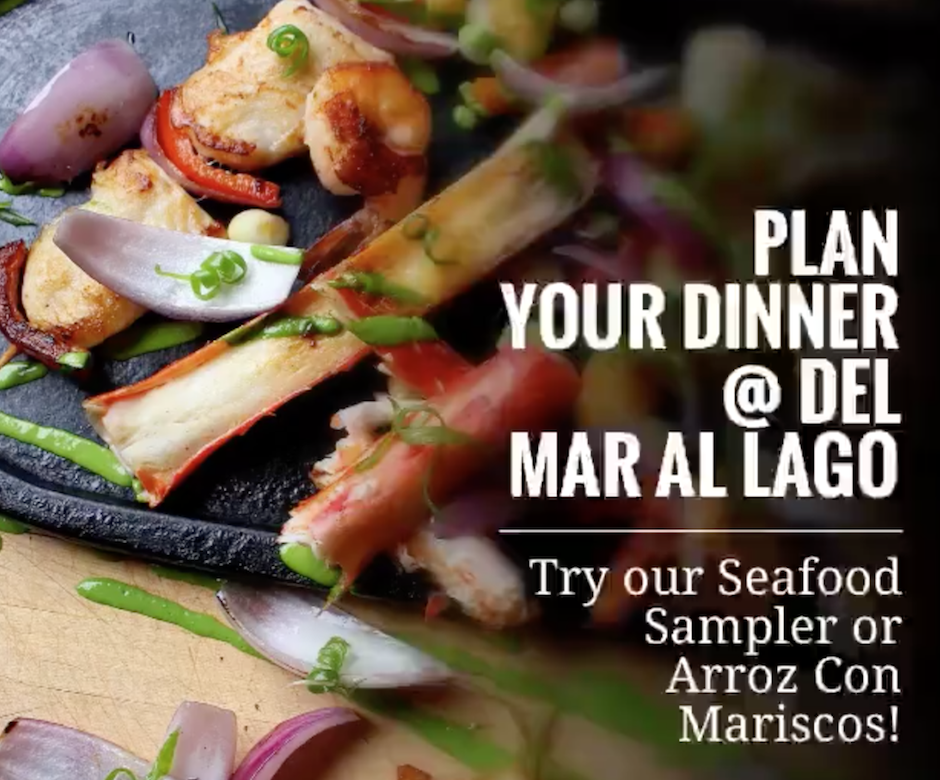 PLAN
YOUR DINNER
@ DEL
MAR AL LAGO
Try our Seafood
Sampler or
Arroz Con
Mariscos!